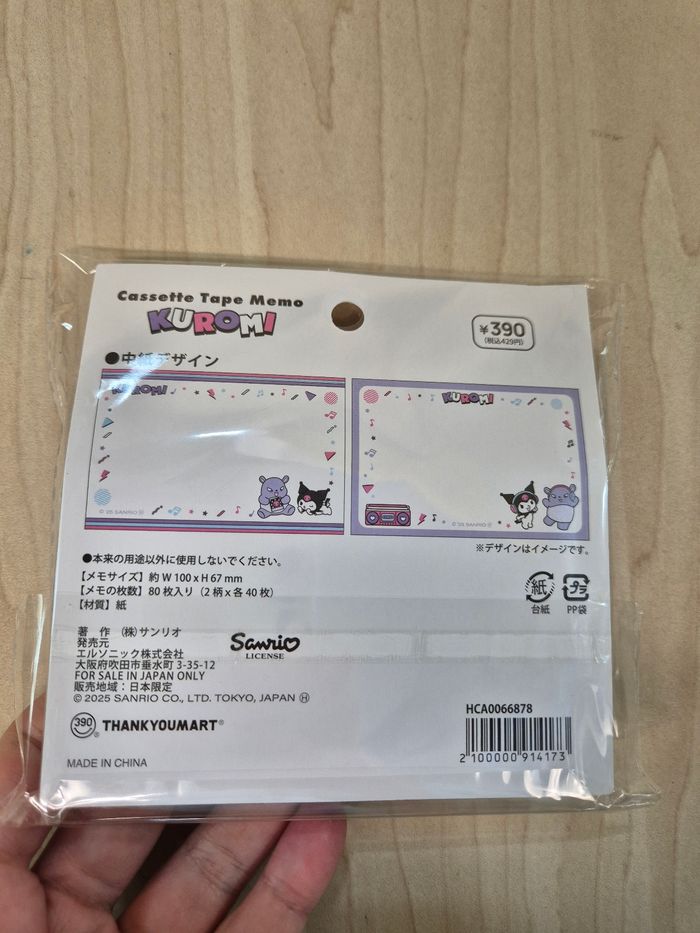 Cassette Tape Memo
KUROMI
¥390
(税込429円)
●中紙デザイン
KUROMI
© '25 SANRIO Ⓗ
KUROMI
© '25 SANRIO Ⓗ
※デザインはイメージです。
●本来の用途以外に使用しないでください。
【メモサイズ】約 W 100 x H 67 mm
【メモの枚数】80 枚入り（2 柄 x 各 40 枚）
【材質】紙
紙
台紙
プラ
PP袋
著 作 (株)サンリオ
発売元
エルソニック株式会社
大阪府吹田市垂水町 3-35-12
FOR SALE IN JAPAN ONLY
販売地域：日本限定
© 2025 SANRIO CO., LTD. TOKYO, JAPAN Ⓗ
Sanrio
LICENSE
390 THANKYOUMART®
MADE IN CHINA
HCA0066878
2 100000 914173